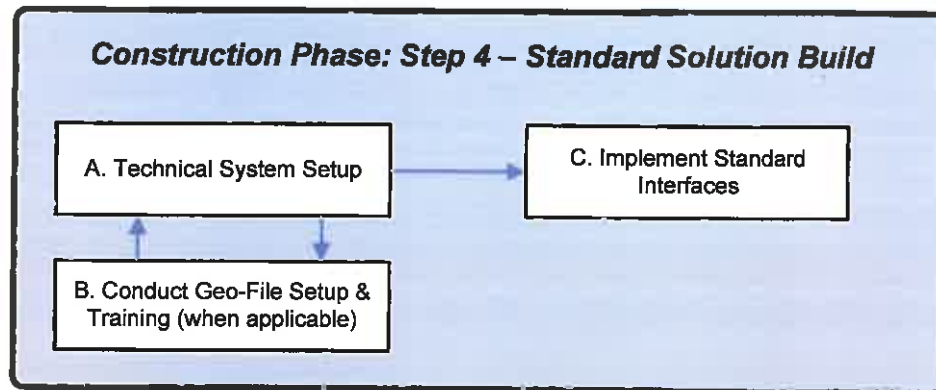 Construction Phase: Step 4 – Standard Solution Build
A. Technical System Setup
C. Implement Standard
Interfaces
B. Conduct Geo-File Setup &
Training (when applicable)